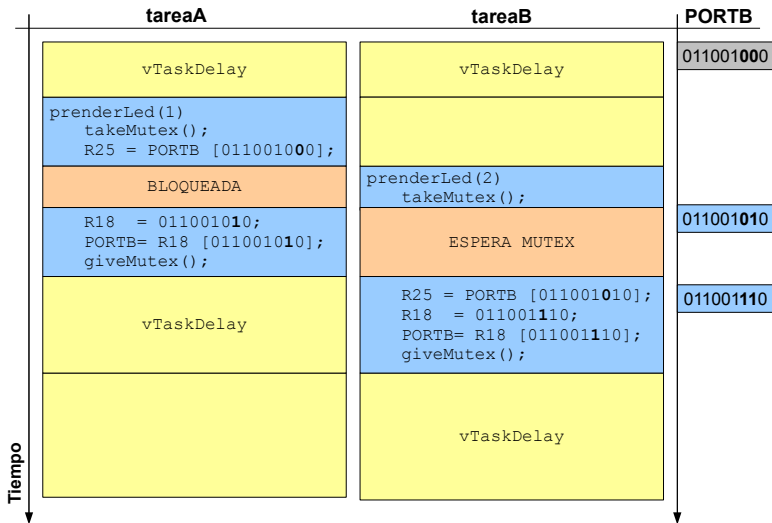 tareaA
tareaB
PORTB
vTaskDelay
vTaskDelay
011001000
prenderLed(1)
takeMutex();
R25 = PORTB [011001000];
BLOQUEADA
prenderLed(2)
takeMutex();
R18 = 011001010;
PORTB= R18 [011001010];
giveMutex();
ESPERA MUTEX
011001010
vTaskDelay
R25 = PORTB [011001010];
R18 = 011001110;
PORTB= R18 [011001110];
giveMutex();
011001110
vTaskDelay
Tiempo